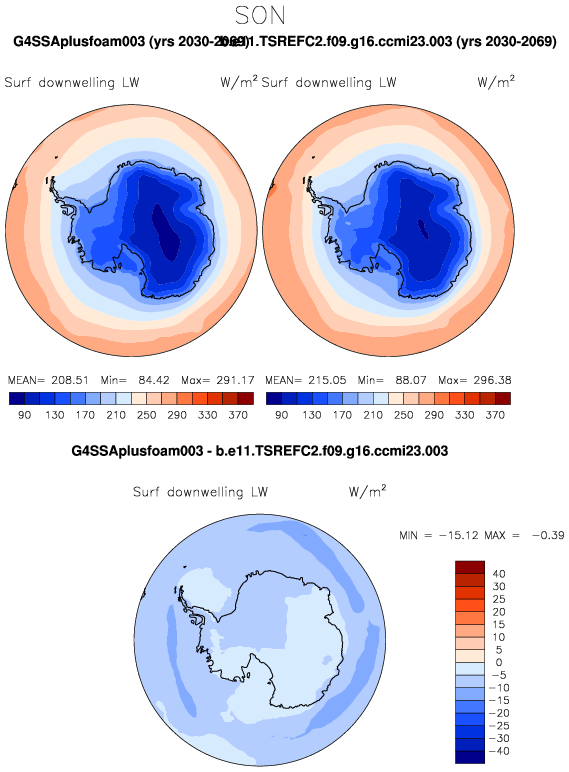 SON
G4SSAplusfoam003 (yrs 2030-2069) b.e11.TSREFC2.f09.g16.ccmi23.003 (yrs 2030-2069)
Surf downwelling LW W/m² Surf downwelling LW W/m²
MEAN= 208.51 Min= 84.42 Max= 291.17 MEAN= 215.05 Min= 88.07 Max= 296.38
90 130 170 210 250 290 330 370 90 130 170 210 250 290 330 370
G4SSAplusfoam003 - b.e11.TSREFC2.f09.g16.ccmi23.003
Surf downwelling LW W/m²
MIN = -15.12 MAX = -0.39
40
30
25
20
15
10
5
0
-5
-10
-15
-20
-25
-30
-40